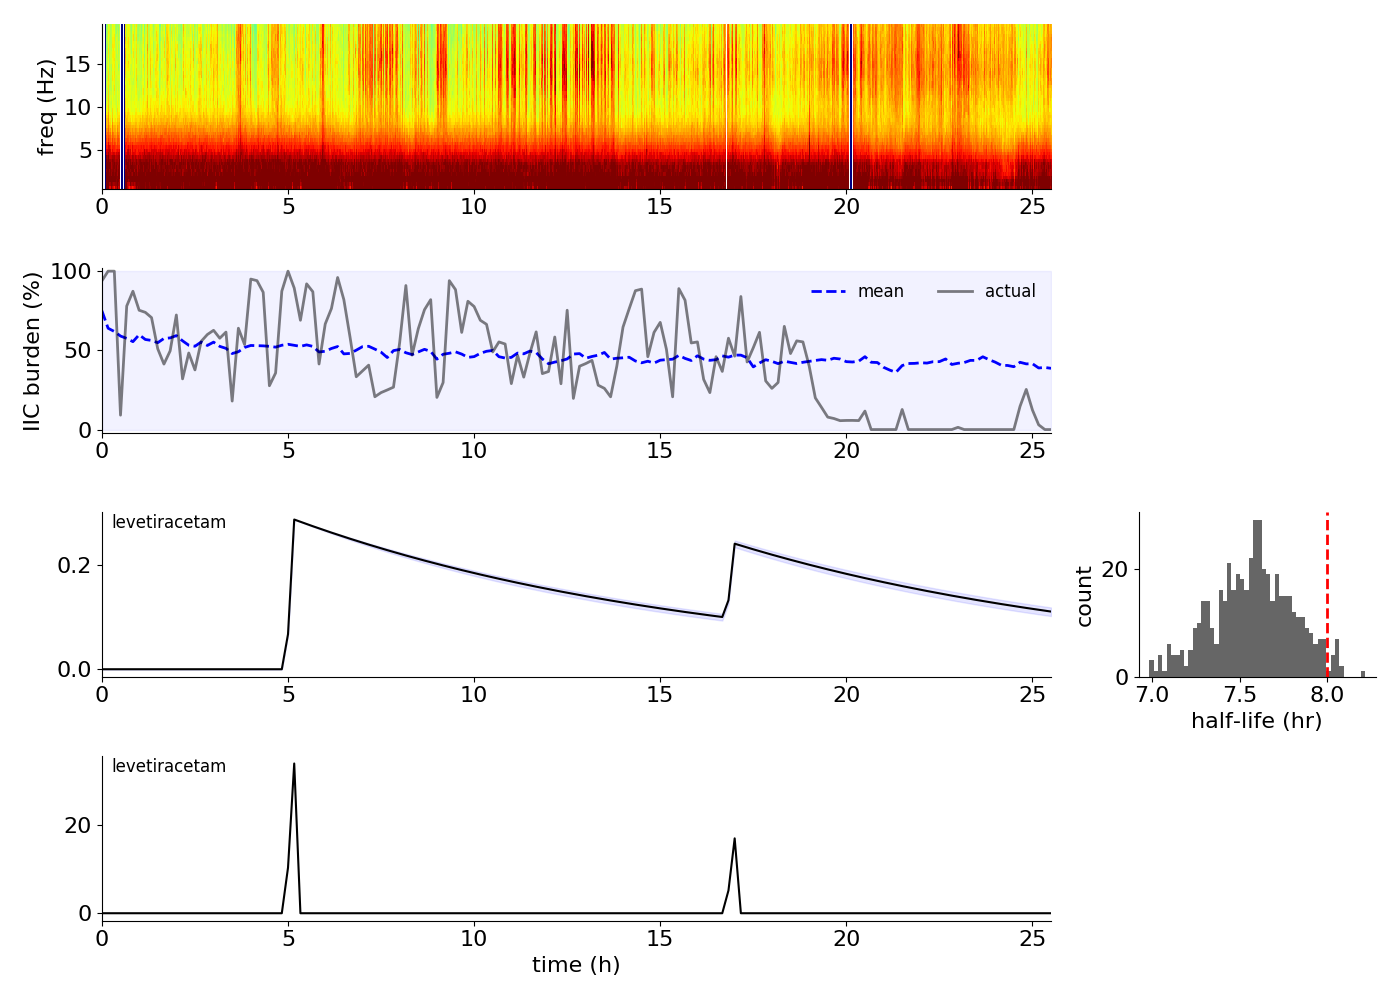 freq (Hz)
15
10
5
0 5 10 15 20 25
IIC burden (%)
100
50
0
mean actual
0 5 10 15 20 25
levetiracetam
0.2
0.0
0 5 10 15 20 25
count
20
0
7.0 7.5 8.0
half-life (hr)
levetiracetam
20
0
0 5 10 15 20 25
time (h)